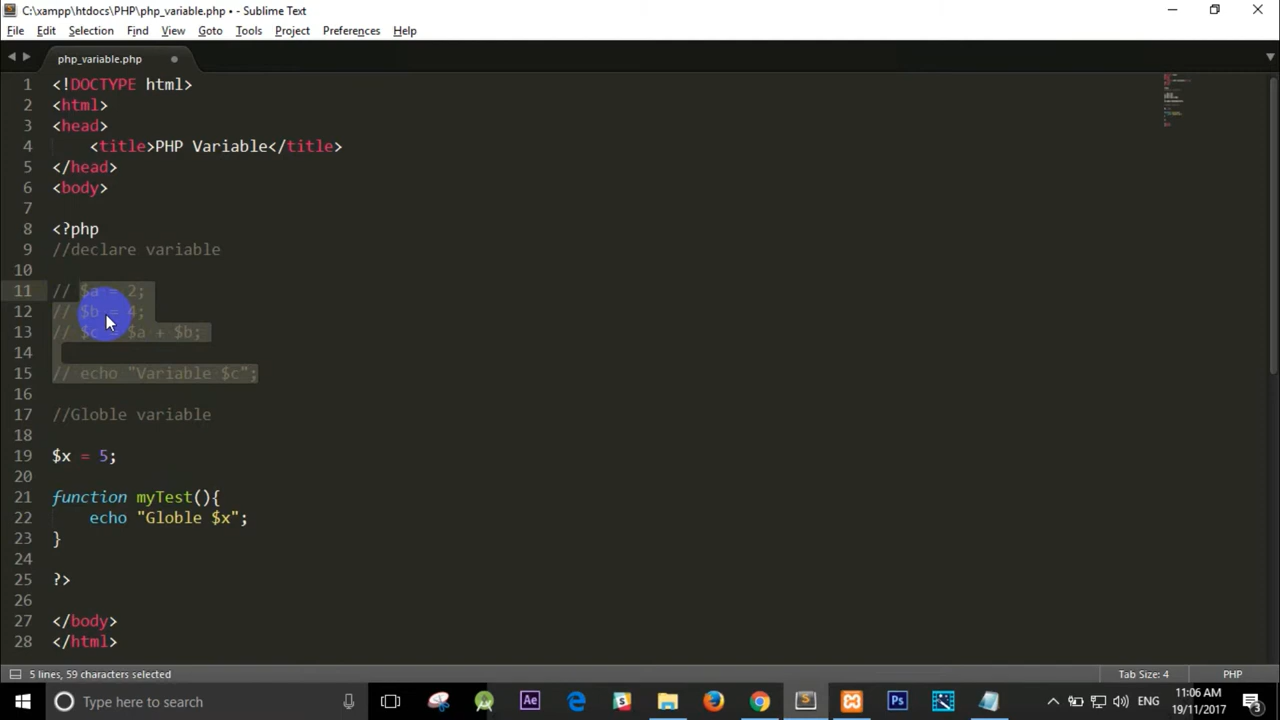 C:\xampp\htdocs\PHP\php_variable.php • - Sublime Text
File Edit Selection Find View Goto Tools Project Preferences Help
php_variable.php
1 <!DOCTYPE html>
2 <html>
3 <head>
4 <title>PHP Variable</title>
5 </head>
6 <body>
7
8 <?php
9 //declare variable
10
11 // $a = 2;
12 // $b = 4;
13 // $c = $a + $b;
14
15 // echo "Variable $c";
16
17 //Globle variable
18
19 $x = 5;
20
21 function myTest(){
22 echo "Globle $x";
23 }
24
25 ?>
26
27 </body>
28 </html>
5 lines, 59 characters selected Tab Size: 4 PHP
Type here to search Ae S Ps ENG 11:06 AM
19/11/2017 3